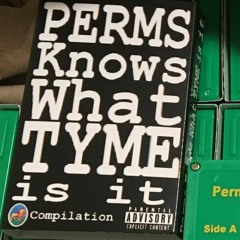 PERMS
Knows
What
TYME
is it
Compilation
PARENTAL
ADVISORY
EXPLICIT CONTENT
Perm
Side A